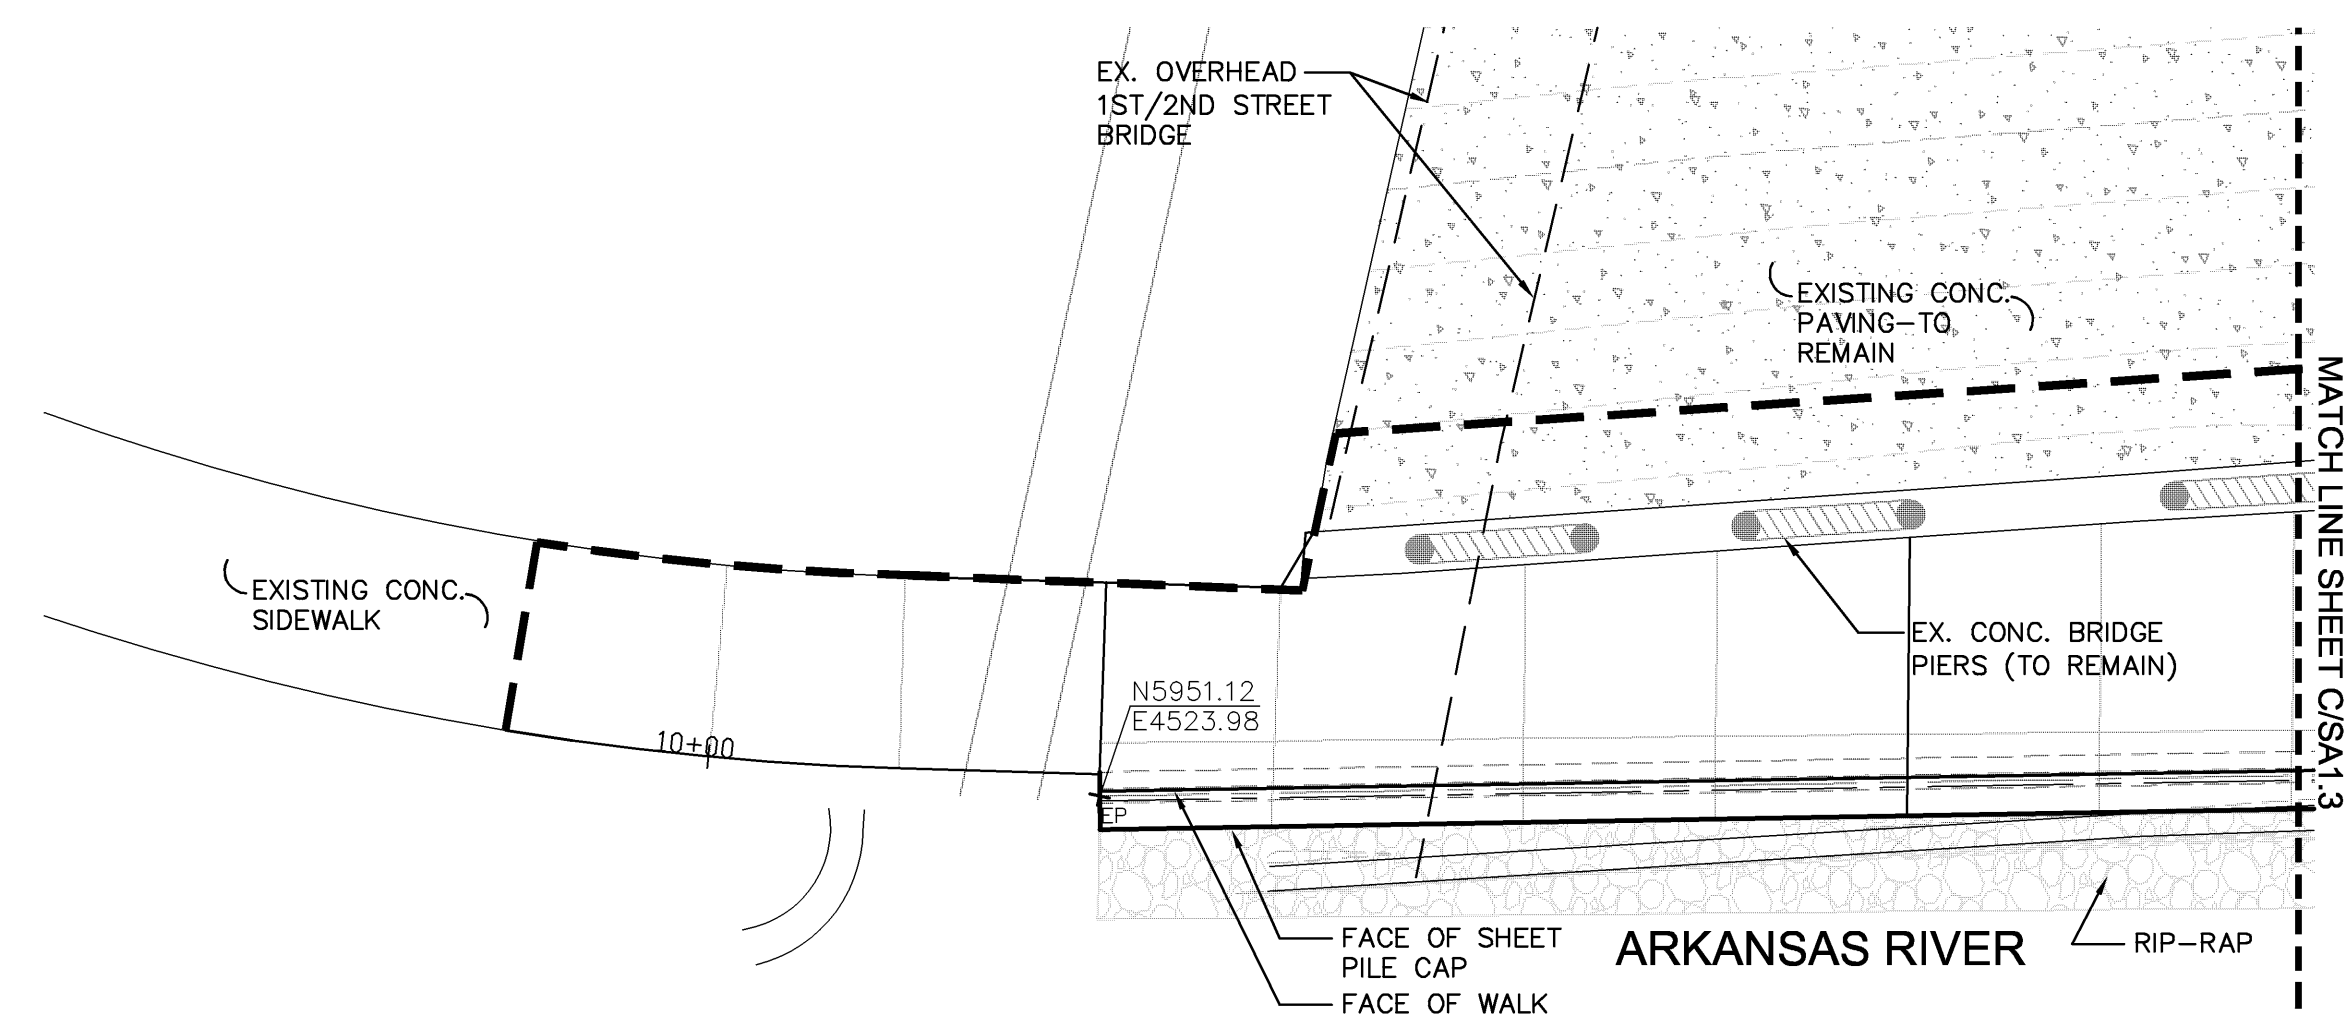 EX. OVERHEAD
1ST/2ND STREET
BRIDGE
EXISTING CONC.
PAVING-TO
REMAIN
MATCH LINE SHEET C/SA1.3
EXISTING CONC.
SIDEWALK
EX. CONC. BRIDGE
PIERS (TO REMAIN)
N5951.12
E4523.98
10+00
EP
FACE OF SHEET
PILE CAP
FACE OF WALK
ARKANSAS RIVER
RIP-RAP